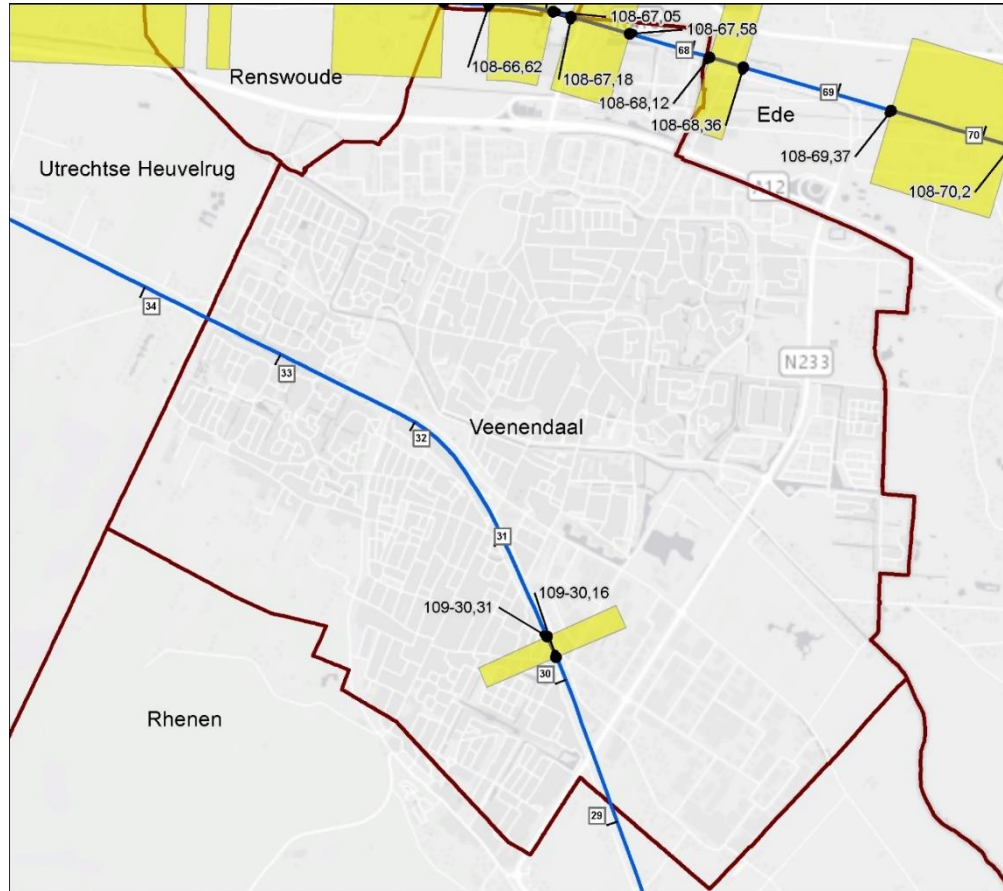 108-67,05
108-67,58
108-66,62
108-67,18
68
Renswoude
108-68,12
69
Ede
108-68,36
70
108-69,37
Utrechtse Heuvelrug
A12
108-70,2
34
N233
33
32
Veenendaal
31
109-30,16
109-30,31
30
Rhenen
29